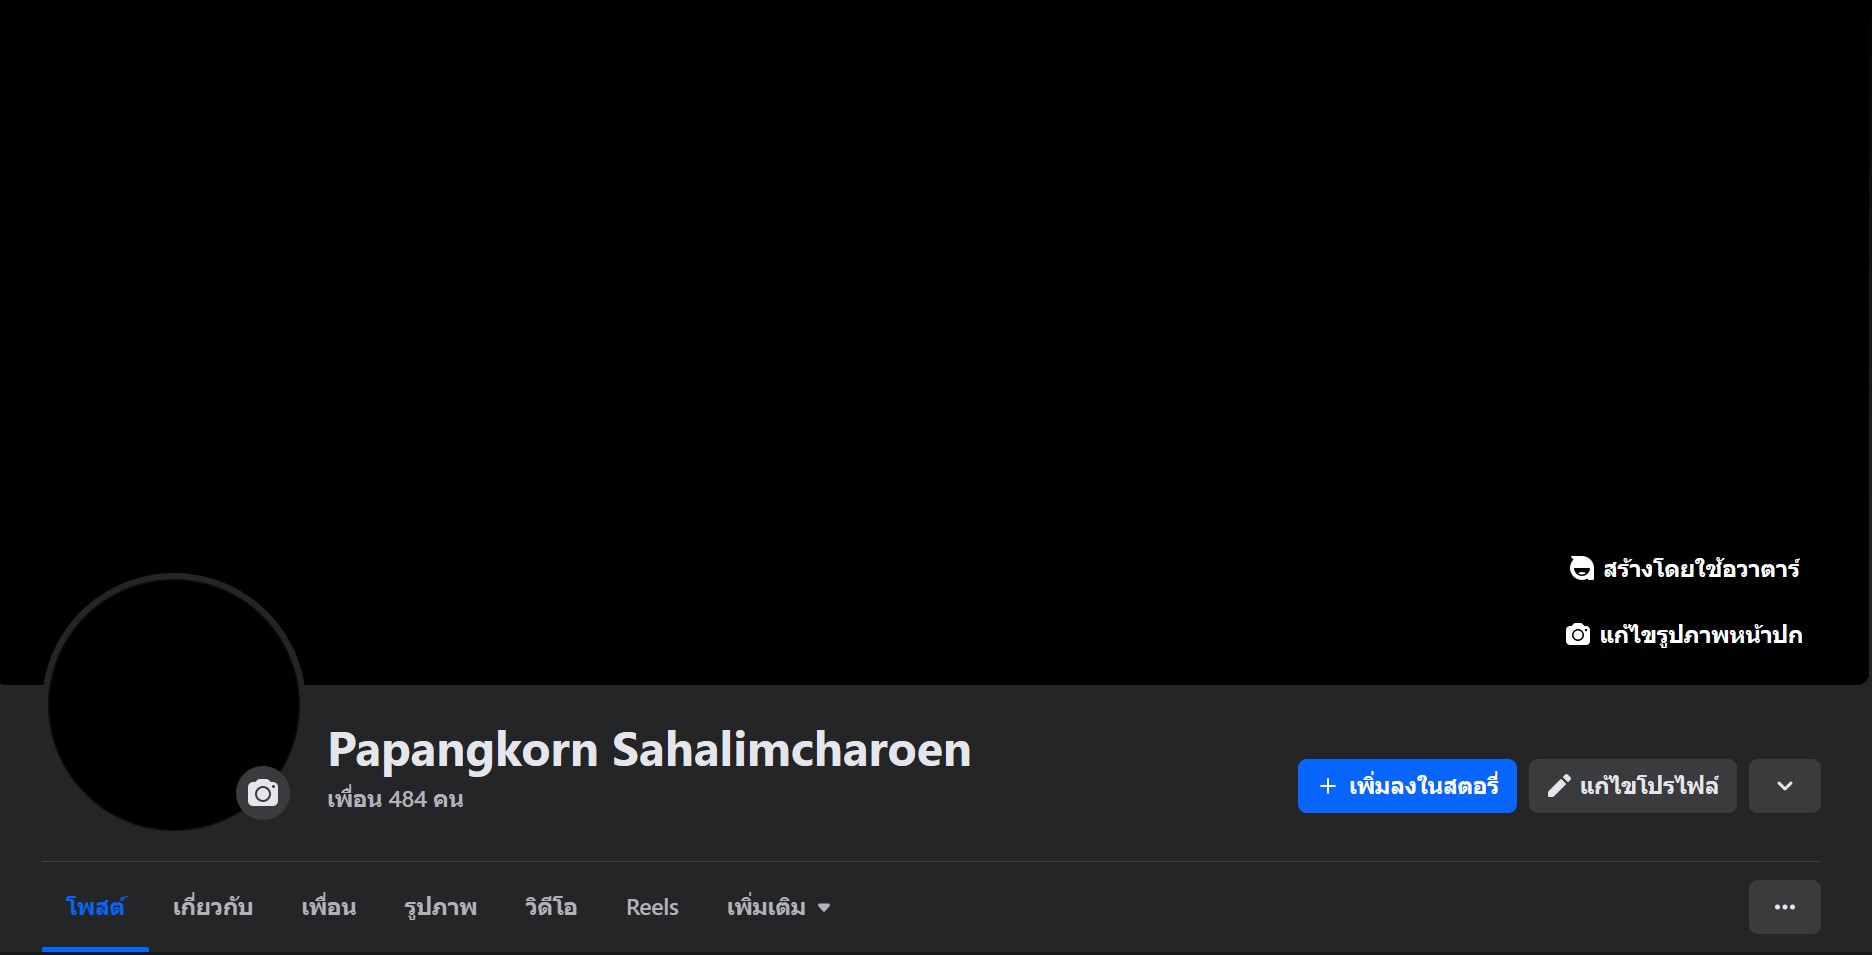 สร้างโดยใช้อวาตาร์
แก้ไขรูปภาพหน้าปก
Papangkorn Sahalimcharoen
เพื่อน 484 คน
เพิ่มลงในสตอรี่
แก้ไขโปรไฟล์
โพสต์ เกี่ยวกับ เพื่อน รูปภาพ วิดีโอ Reels เพิ่มเติม